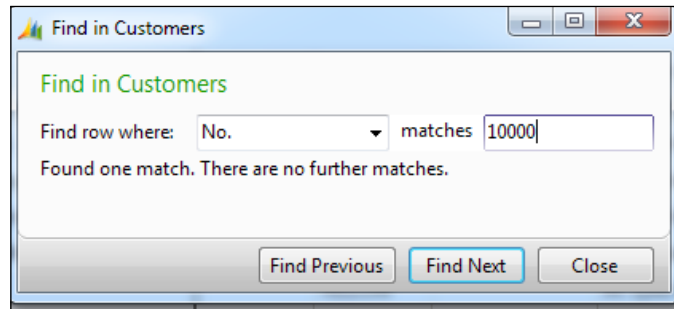 Find in Customers
Find in Customers
Find row where: No. matches 10000
Found one match. There are no further matches.
Find Previous Find Next Close